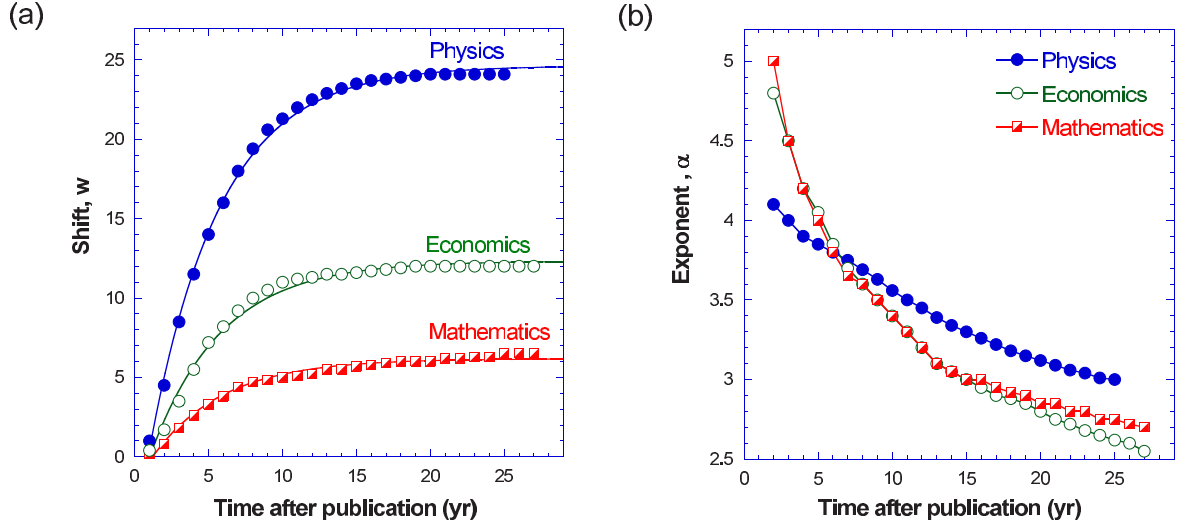 (a)
Physics
Economics
Mathematics
25
20
15
10
5
0
Shift, w
0 5 10 15 20 25
Time after publication (yr)
(b)
Physics
Economics
Mathematics
5
4.5
4
3.5
3
2.5
Exponent , α
0 5 10 15 20 25
Time after publication (yr)